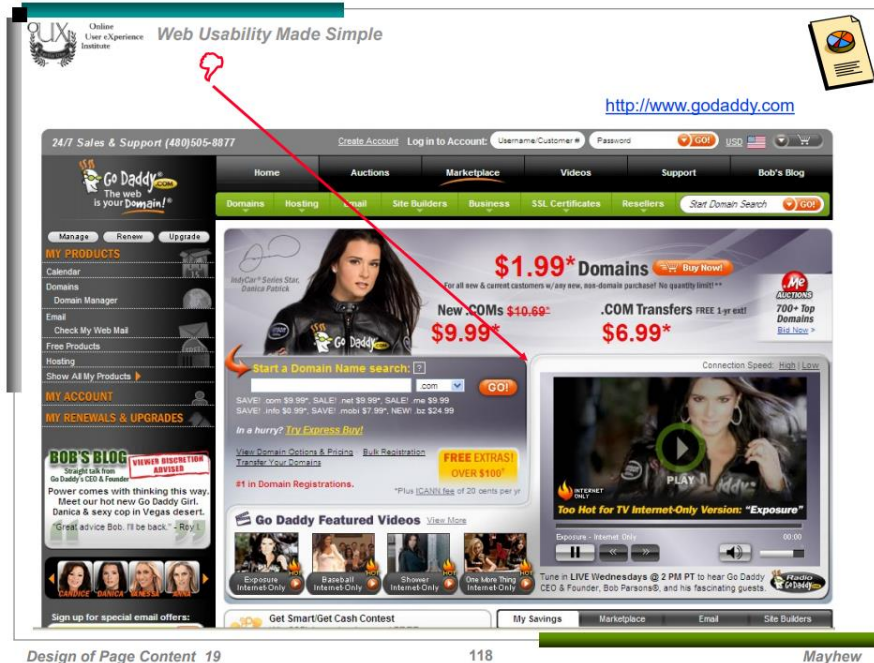 Online
User eXperience
Institute
UX
Web Usability Made Simple
http://www.godaddy.com
24/7 Sales & Support (480)505-8877
Create Account Log in to Account: Username/Customer # Password GO! USD
Go Daddy.COM
The web
is your Domain!®
Home Auctions Marketplace Videos Support Bob's Blog
Domains Hosting Email Site Builders Business SSL Certificates Resellers Start Domain Search GO!
Manage Renew Upgrade
MY PRODUCTS
Calendar
Domains
Domain Manager
Email
Check My Web Mail
Free Products
Hosting
Show All My Products
MY ACCOUNT
MY RENEWALS & UPGRADES
BOB'S BLOG
VIEWER DISCRETION
ADVISED
Straight talk from
Go Daddy's CEO & Founder
Power comes with thinking this way.
Meet our hot new Go Daddy Girl.
Danica & sexy cop in Vegas desert.
"Great advice Bob. I'll be back." - Roy I.
CANDICE DANICA VANESSA ANNA
Sign up for special email offers:
IndyCar® Series Star,
Danica Patrick
Go Daddy
$1.99* Domains Buy Now!
For all new & current customers w/any new, non-domain purchase! No quantity limit!**
New .COMs $10.69*
$9.99*
.COM Transfers FREE 1-yr ext!
$6.99*
.Me
AUCTIONS
700+ Top
Domains
Bid Now >
Start a Domain Name search: ?
.com GO!
SAVE! .com $9.99*, SALE! .net $9.99*, SALE! .me $9.99
SAVE! .info $0.99*, SAVE! .mobi $7.99*, NEW! .bz $24.99
In a hurry? Try Express Buy!
View Domain Options & Pricing Bulk Registration
Transfer Your Domains
FREE EXTRAS!
OVER $100*
#1 in Domain Registrations.
*Plus ICANN fee of 20 cents per yr
Connection Speed: High | Low
PLAY
INTERNET
ONLY
Too Hot for TV Internet-Only Version: "Exposure"
Exposure - Internet Only 00:00
Tune in LIVE Wednesdays @ 2 PM PT to hear Go Daddy
CEO & Founder, Bob Parsons®, and his fascinating guests.
Radio
Go Daddy
Go Daddy Featured Videos View More
Exposure
Internet-Only
HOT
Baseball
Internet-Only
HOT
Shower
Internet-Only
HOT
One More Thing
Internet-Only
HOT
Get Smart/Get Cash Contest
My Savings Marketplace Email Site Builders
Design of Page Content 19
118
Mayhew